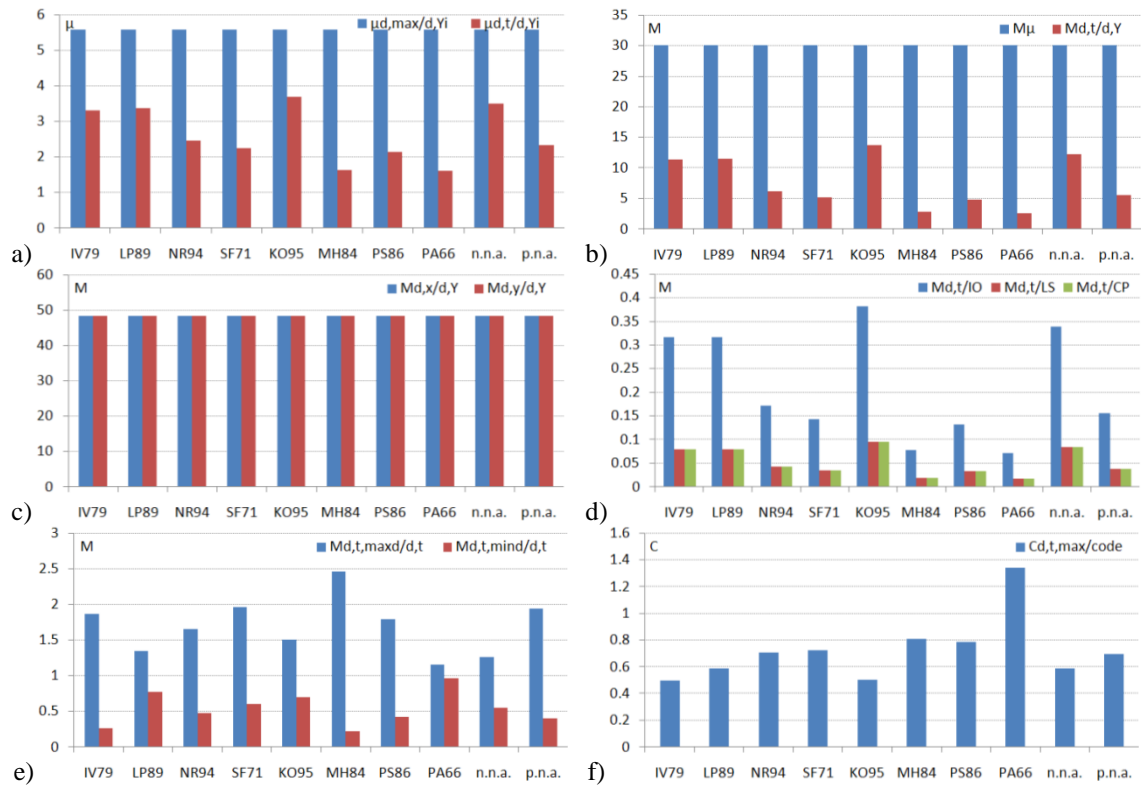 μ
μd,max/d,Yi μd,t/d,Yi
6
5
4
3
2
1
0
IV79 LP89 NR94 SF71 KO95 MH84 PS86 PA66 n.n.a. p.n.a.
a)
M
Mμ Md,t/d,Y
35
30
25
20
15
10
5
0
IV79 LP89 NR94 SF71 KO95 MH84 PS86 PA66 n.n.a. p.n.a.
b)
M
Md,x/d,Y Md,y/d,Y
60
50
40
30
20
10
0
IV79 LP89 NR94 SF71 KO95 MH84 PS86 PA66 n.n.a. p.n.a.
c)
M
Md,t/IO Md,t/LS Md,t/CP
0.45
0.4
0.35
0.3
0.25
0.2
0.15
0.1
0.05
0
IV79 LP89 NR94 SF71 KO95 MH84 PS86 PA66 n.n.a. p.n.a.
d)
M
Md,t,maxd/d,t Md,t,mind/d,t
3
2.5
2
1.5
1
0.5
0
IV79 LP89 NR94 SF71 KO95 MH84 PS86 PA66 n.n.a. p.n.a.
e)
C
Cd,t,max/code
1.6
1.4
1.2
1
0.8
0.6
0.4
0.2
0
IV79 LP89 NR94 SF71 KO95 MH84 PS86 PA66 n.n.a. p.n.a.
f)